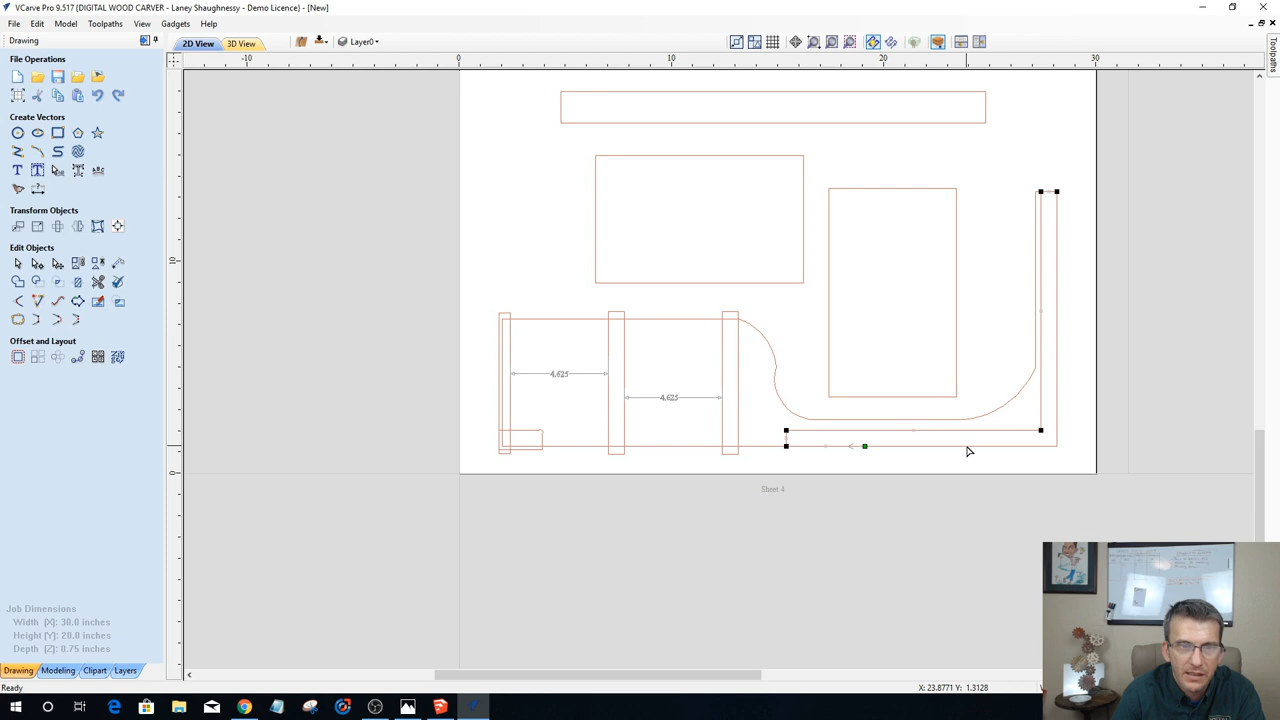 VCarve Pro 9.517 {DIGITAL WOOD CARVER - Laney Shaughnessy - Demo Licence} - [New]
File Edit Model Toolpaths View Gadgets Help
Drawing
2D View 3D View
Layer0
Toolpaths
File Operations
0 10 20 30
Create Vectors
Transform Objects
Edit Objects
10
Offset and Layout
4.625
4.625
0
Sheet 4
Job Dimensions
Width (X): 30.0 inches
Height (Y): 20.0 inches
Depth (Z): 0.75 inches
Drawing Modeling Clipart Layers
Ready
X: 23.8771 Y: 1.3128